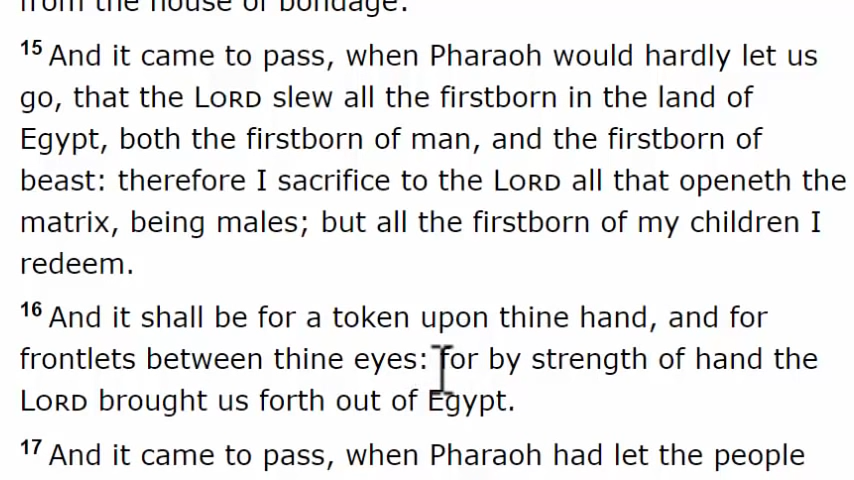 from the house of bondage.
15 And it came to pass, when Pharaoh would hardly let us
go, that the LORD slew all the firstborn in the land of
Egypt, both the firstborn of man, and the firstborn of
beast: therefore I sacrifice to the LORD all that openeth the
matrix, being males; but all the firstborn of my children I
redeem.
16 And it shall be for a token upon thine hand, and for
frontlets between thine eyes: for by strength of hand the
LORD brought us forth out of Egypt.
17 And it came to pass, when Pharaoh had let the people